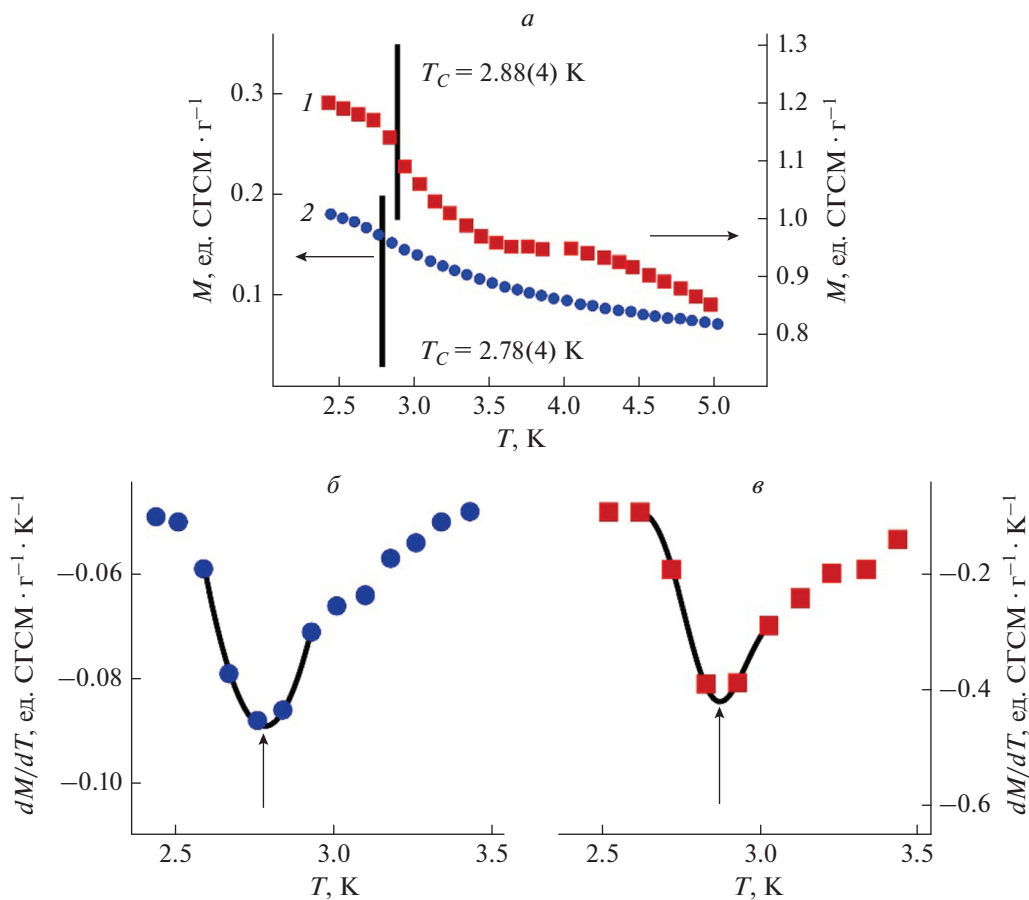 а
M, ед. СГСМ · г⁻¹
0.3
0.2
0.1
1
2
T_C = 2.88(4) K
T_C = 2.78(4) K
1.3
1.2
1.1
1.0
0.9
0.8
M, ед. СГСМ · г⁻¹
2.5 3.0 3.5 4.0 4.5 5.0
T, K
б
dM/dT, ед. СГСМ · г⁻¹ · K⁻¹
−0.06
−0.08
−0.10
2.5 3.0 3.5
T, K
в
−0.2
−0.4
−0.6
dM/dT, ед. СГСМ · г⁻¹ · K⁻¹
2.5 3.0 3.5
T, K